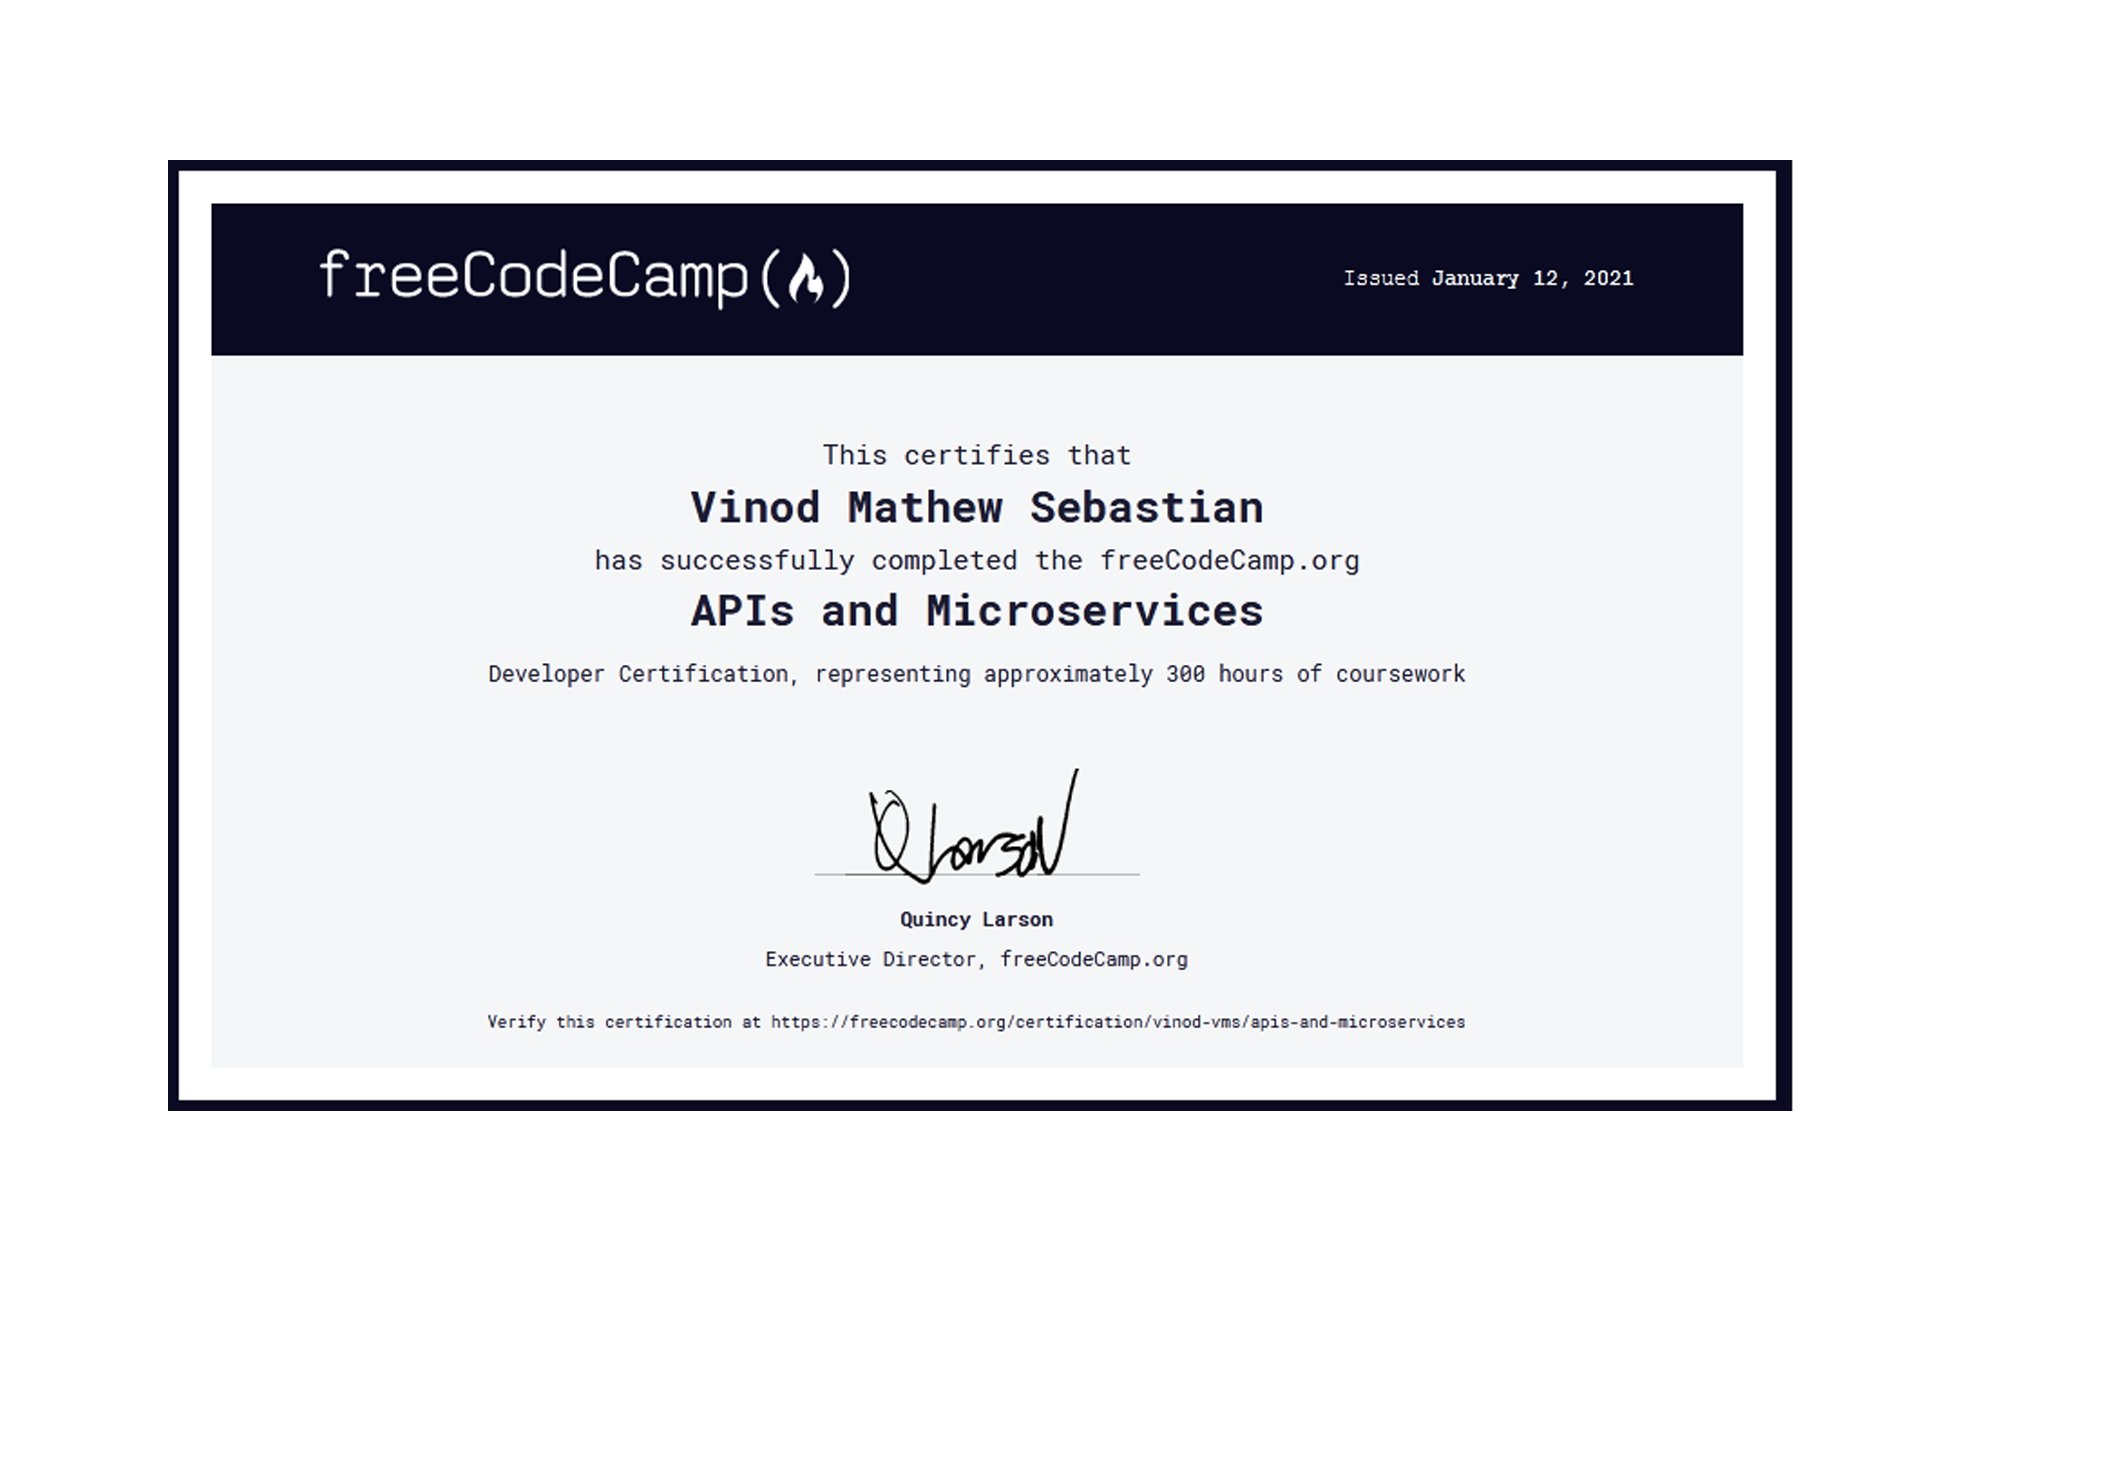 freeCodeCamp(🔥)
Issued January 12, 2021
This certifies that
Vinod Mathew Sebastian
has successfully completed the freeCodeCamp.org
APIs and Microservices
Developer Certification, representing approximately 300 hours of coursework
QLarson
Quincy Larson
Executive Director, freeCodeCamp.org
Verify this certification at https://freecodecamp.org/certification/vinod-vms/apis-and-microservices